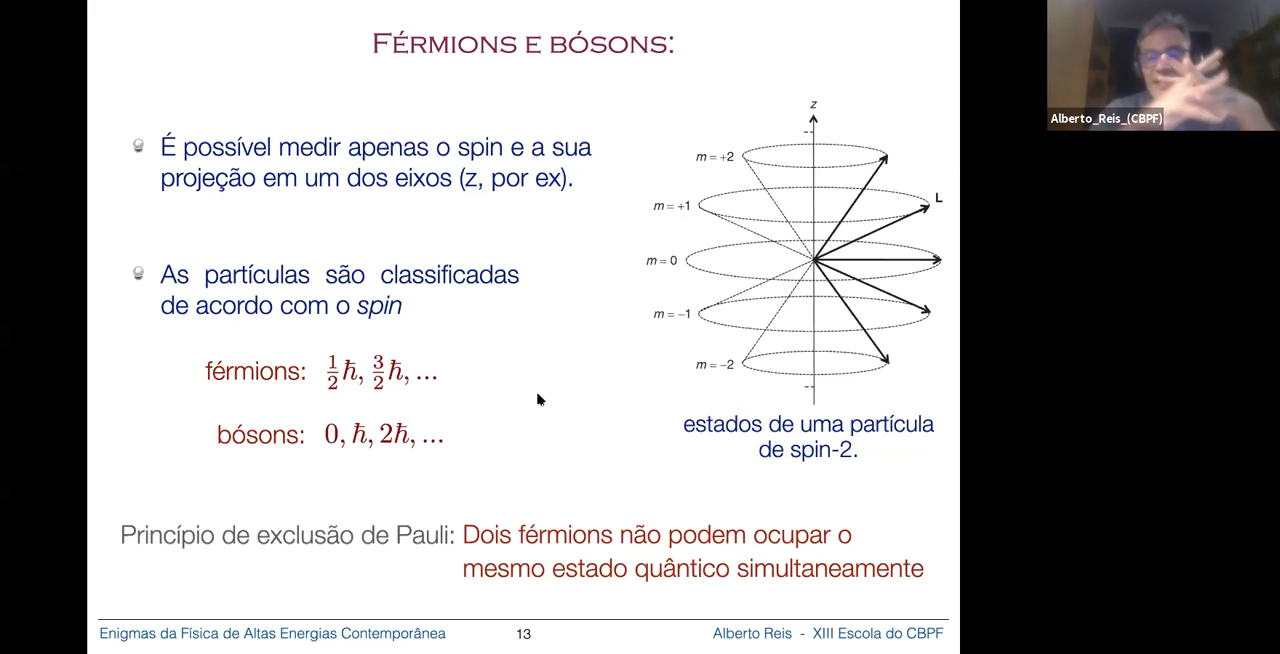 FÉRMIONS E BÓSONS:
É possível medir apenas o spin e a sua
projeção em um dos eixos (z, por ex).
As partículas são classificadas
de acordo com o spin
férmions: 1/2 ħ, 3/2 ħ, ...
bósons: 0, ħ, 2ħ, ...
z
m = +2
L
m = +1
m = 0
m = −1
m = −2
estados de uma partícula
de spin-2.
Princípio de exclusão de Pauli: Dois férmions não podem ocupar o
mesmo estado quântico simultaneamente
Enigmas da Física de Altas Energias Contemporânea 13 Alberto Reis - XIII Escola do CBPF
Alberto_Reis_(CBPF)